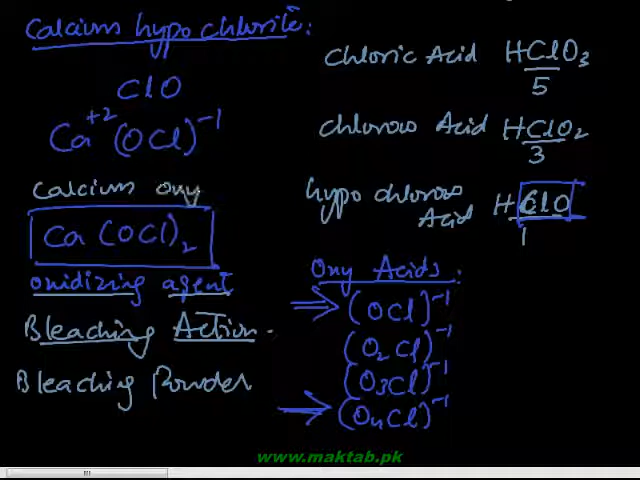 Calcium hypo chlorite:
ClO
Ca+2 (OCl)-1
Calcium oxy
Ca (OCl)2
oxidizing agent
Bleaching Action.
Bleaching Powder
Chloric Acid HClO3
5
chlorous Acid HClO2
3
hypo chlorous
Acid HClO
1
Oxy Acids:
⇒ (OCl)-1
(O2Cl)-1
(O3Cl)-1
⇒ (O4Cl)-1
www.maktab.pk